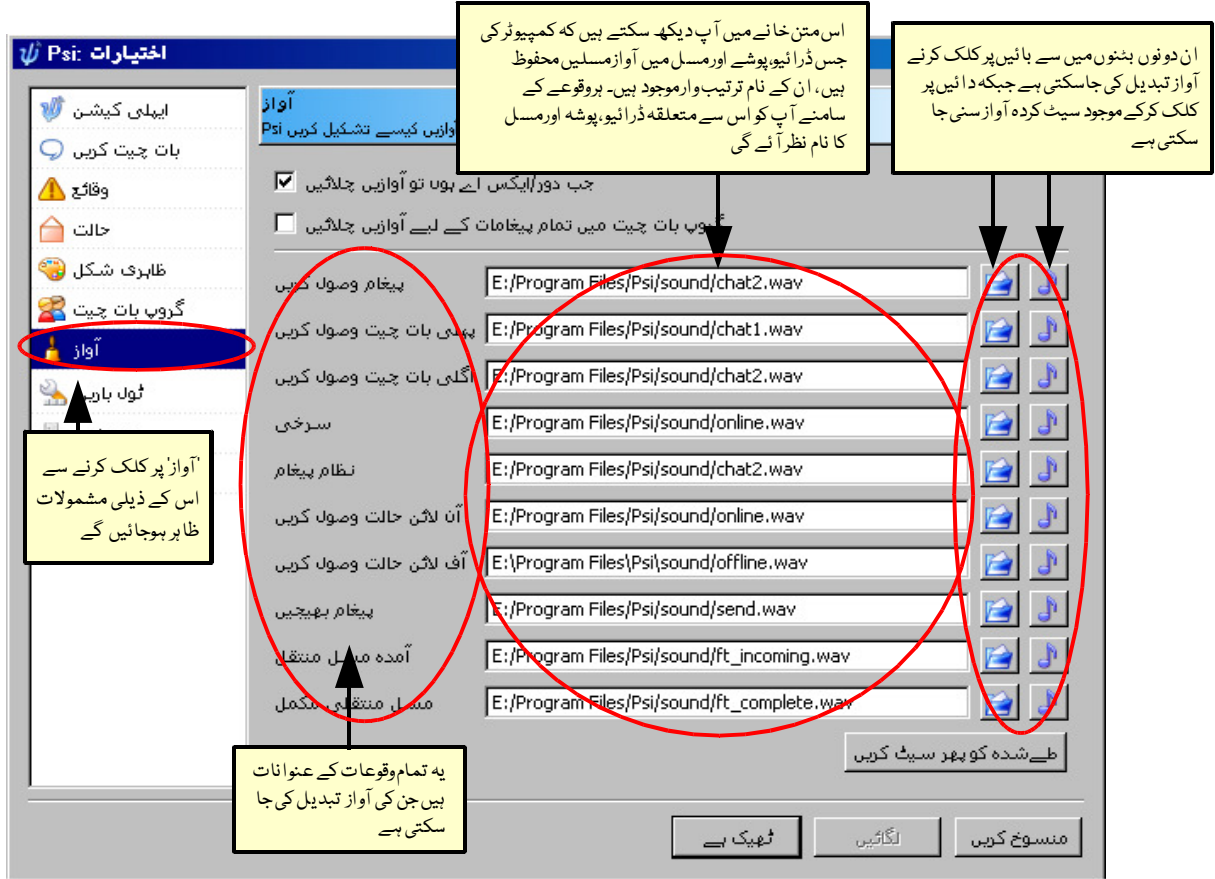 اس متن خانے میں آپ دیکھ سکتے ہیں کہ کمپیوٹر کی
جس ڈرائیو، پوشے اور مسل میں آواز مسلیں محفوظ
ہیں، ان کے نام ترتیب وار موجود ہیں۔ ہر وقوعے کے
سامنے آپ کو اس سے متعلقہ ڈرائیو، پوشہ اور مسل
کا نام نظر آئے گی
ان دونوں بٹنوں میں سے بائیں پر کلک کرنے
آواز تبدیل کی جاسکتی ہے جبکہ دائیں پر
کلک کرکے موجود سیٹ کردہ آواز سنی جا
سکتی ہے
Psi: اختیارات
ایپلی کیشن
بات چیت کریں
وقائع
حالت
ظاہری شکل
گروپ بات چیت
آواز
ٹول باریں
آواز
Psi آوازیں کیسے تشکیل کریں
جب دور/ایکس اے ہوں تو آوازیں چلائیں
گروپ بات چیت میں تمام پیغامات کے لیے آوازیں چلائیں
پیغام وصول کریں E:/Program Files/Psi/sound/chat2.wav
پہلی بات چیت وصول کریں E:/Program Files/Psi/sound/chat1.wav
اگلی بات چیت وصول کریں E:/Program Files/Psi/sound/chat2.wav
سرخی E:/Program Files/Psi/sound/online.wav
نظام پیغام E:/Program Files/Psi/sound/chat2.wav
آن لائن حالت وصول کریں E:/Program Files/Psi/sound/online.wav
آف لائن حالت وصول کریں E:\Program Files\Psi\sound/offline.wav
پیغام بھیجیں E:/Program Files/Psi/sound/send.wav
آمدہ مسل منتقل E:/Program Files/Psi/sound/ft_incoming.wav
مسل منتقلی مکمل E:/Program Files/Psi/sound/ft_complete.wav
'آواز' پر کلک کرنے سے
اس کے ذیلی مشمولات
ظاہر ہوجائیں گے
یہ تمام وقوعات کے عنوانات
ہیں جن کی آواز تبدیل کی جا
سکتی ہے
طے شدہ کو پھر سیٹ کریں
ٹھیک ہے
لگائیں
منسوخ کریں